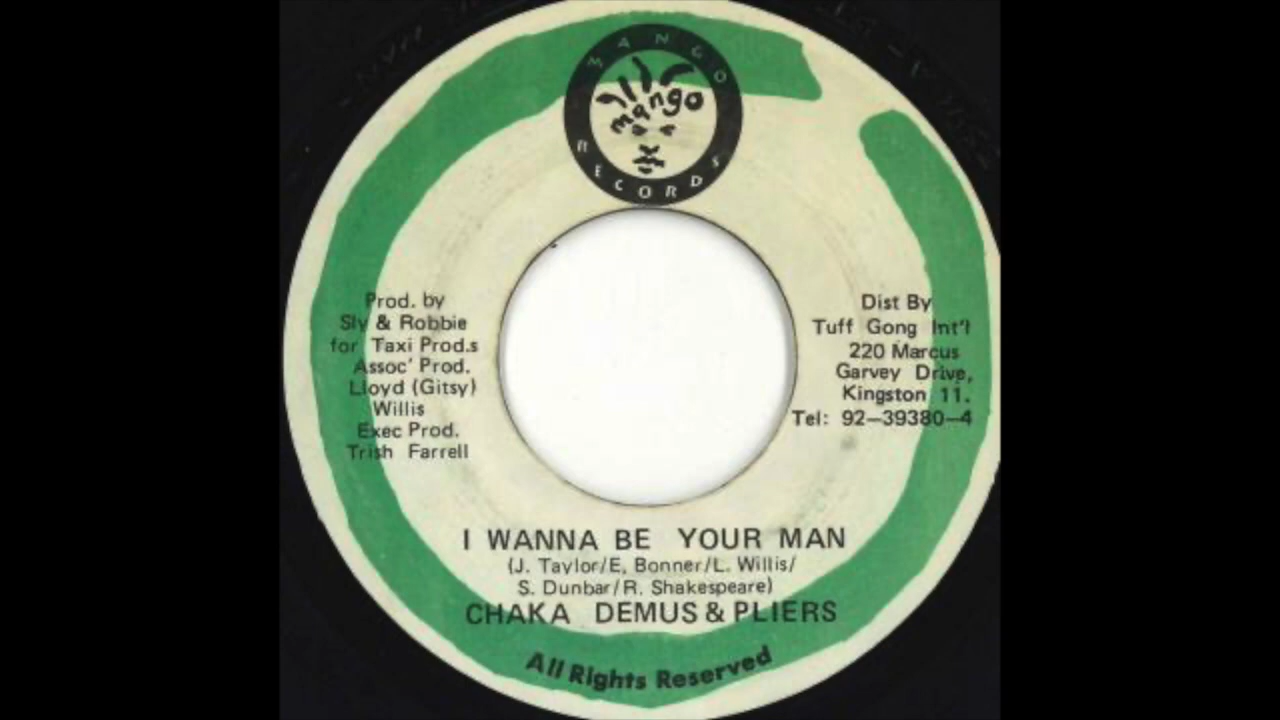 MANGO
mango
RECORDS
Prod. by
Sly & Robbie
for Taxi Prod.s
Assoc' Prod.
Lloyd (Gitsy)
Willis
Exec Prod.
Trish Farrell
Dist By
Tuff Gong Int'l
220 Marcus
Garvey Drive,
Kingston 11.
Tel: 92—39380—4
I WANNA BE YOUR MAN
(J. Taylor/E, Bonner/L. Willis/
S. Dunbar/R. Shakespeare)
CHAKA DEMUS & PLIERS
All Rights Reserved